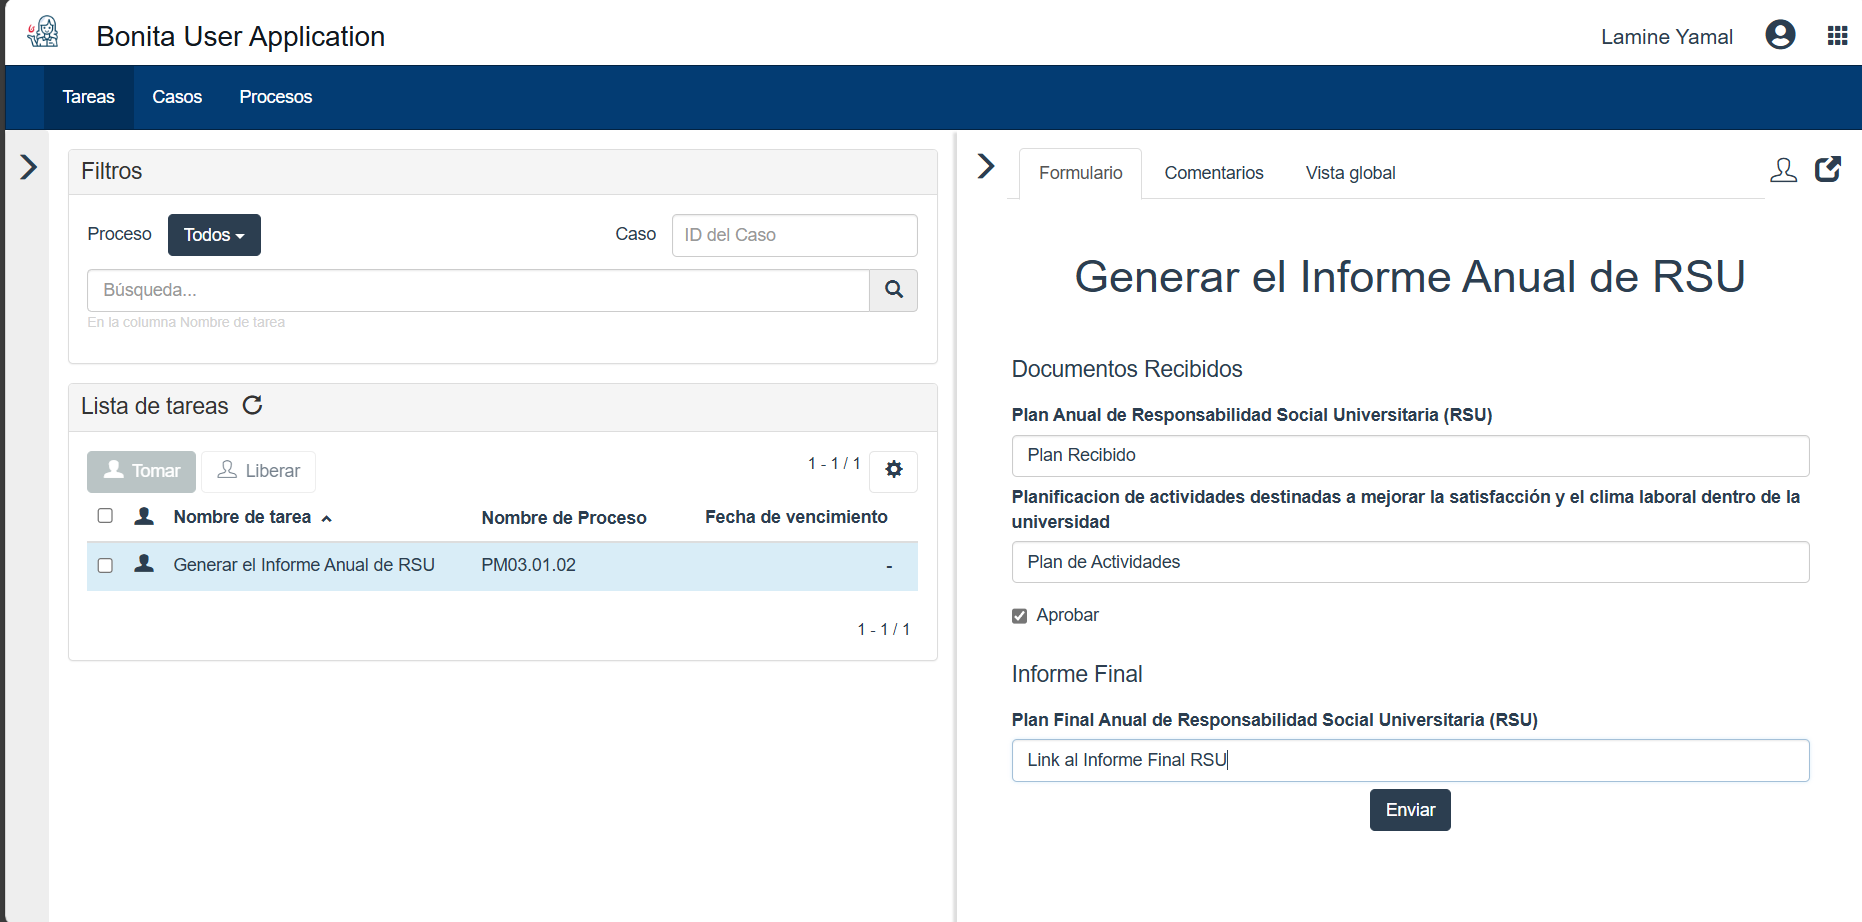 Bonita User Application
Lamine Yamal
Tareas
Casos
Procesos
Filtros
Proceso
Todos
Caso
ID del Caso
Búsqueda...
En la columna Nombre de tarea
Lista de tareas
Tomar
Liberar
1 - 1 / 1
Nombre de tarea
Nombre de Proceso
Fecha de vencimiento
Generar el Informe Anual de RSU
PM03.01.02
-
1 - 1 / 1
Formulario
Comentarios
Vista global
Generar el Informe Anual de RSU
Documentos Recibidos
Plan Anual de Responsabilidad Social Universitaria (RSU)
Plan Recibido
Planificacion de actividades destinadas a mejorar la satisfacción y el clima laboral dentro de la
universidad
Plan de Actividades
Aprobar
Informe Final
Plan Final Anual de Responsabilidad Social Universitaria (RSU)
Link al Informe Final RSU
Enviar